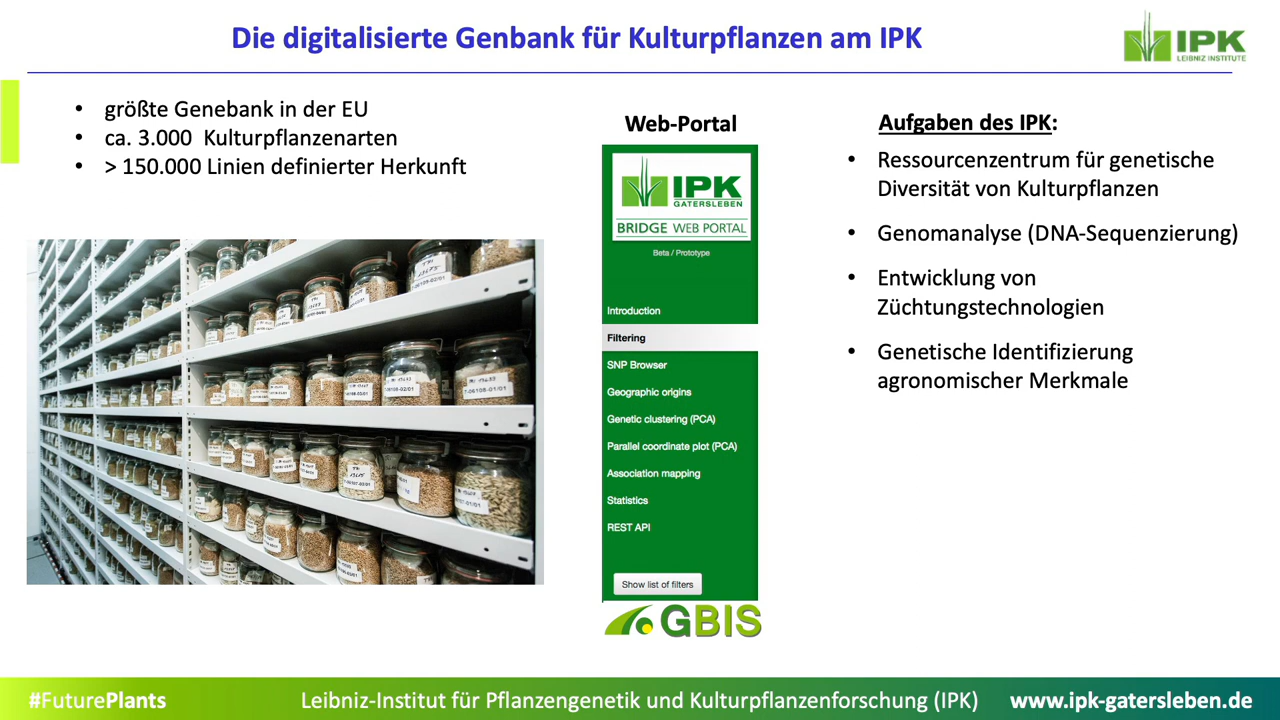 Die digitalisierte Genbank für Kulturpflanzen am IPK
IPK
LEIBNIZ INSTITUTE
• größte Genebank in der EU
• ca. 3.000 Kulturpflanzenarten
• > 150.000 Linien definierter Herkunft
Web-Portal
IPK
GATERSLEBEN
BRIDGE WEB PORTAL
Beta / Prototype
Introduction
Filtering
SNP Browser
Geographic origins
Genetic clustering (PCA)
Parallel coordinate plot (PCA)
Association mapping
Statistics
REST API
Show list of filters
GBIS
Aufgaben des IPK:
• Ressourcenzentrum für genetische
Diversität von Kulturpflanzen
• Genomanalyse (DNA-Sequenzierung)
• Entwicklung von
Züchtungstechnologien
• Genetische Identifizierung
agronomischer Merkmale
#FuturePlants
Leibniz-Institut für Pflanzengenetik und Kulturpflanzenforschung (IPK)
www.ipk-gatersleben.de